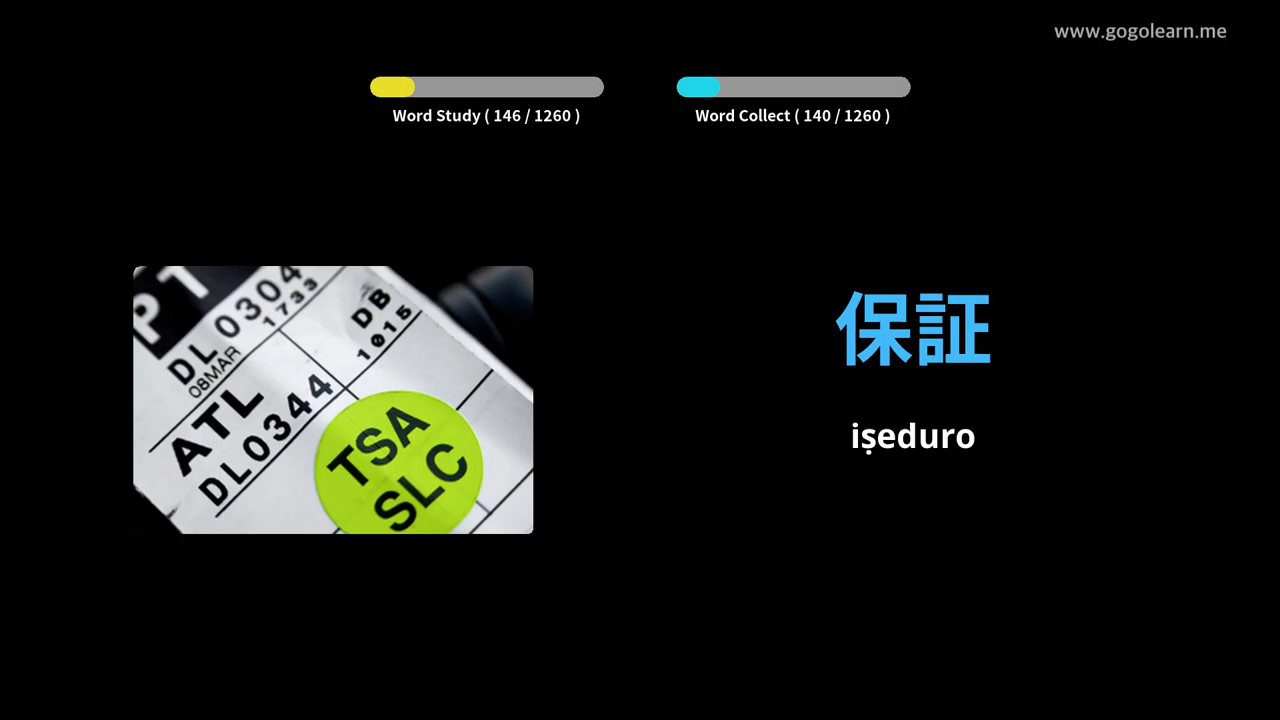 www.gogolearn.me
Word Study ( 146 / 1260 )
Word Collect ( 140 / 1260 )
P1
DL0304
1733
08MAR
DB
1015
ATL
DL0344
TSA
SLC
保証
iṣeduro